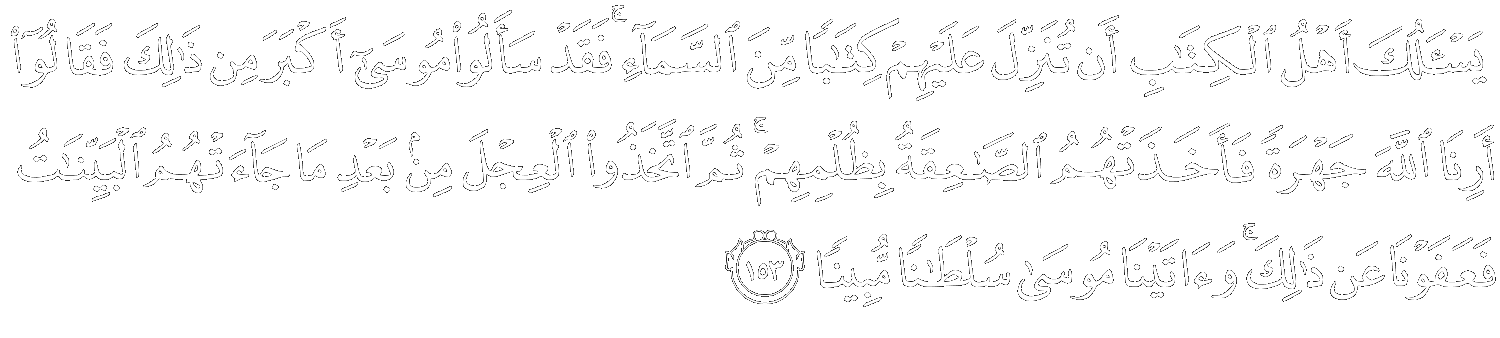 يَسْـَٔلُكَ أَهْلُ ٱلْكِتَٰبِ أَن تُنَزِّلَ عَلَيْهِمْ كِتَٰبًا مِّنَ ٱلسَّمَآءِ ۚ فَقَدْ سَأَلُوا۟ مُوسَىٰٓ أَكْبَرَ مِن ذَٰلِكَ فَقَالُوٓا۟
أَرِنَا ٱللَّهَ جَهْرَةً فَأَخَذَتْهُمُ ٱلصَّٰعِقَةُ بِظُلْمِهِمْ ۚ ثُمَّ ٱتَّخَذُوا۟ ٱلْعِجْلَ مِنۢ بَعْدِ مَا جَآءَتْهُمُ ٱلْبَيِّنَٰتُ
فَعَفَوْنَا عَن ذَٰلِكَ ۚ وَءَاتَيْنَا مُوسَىٰ سُلْطَٰنًا مُّبِينًا ١٥٣